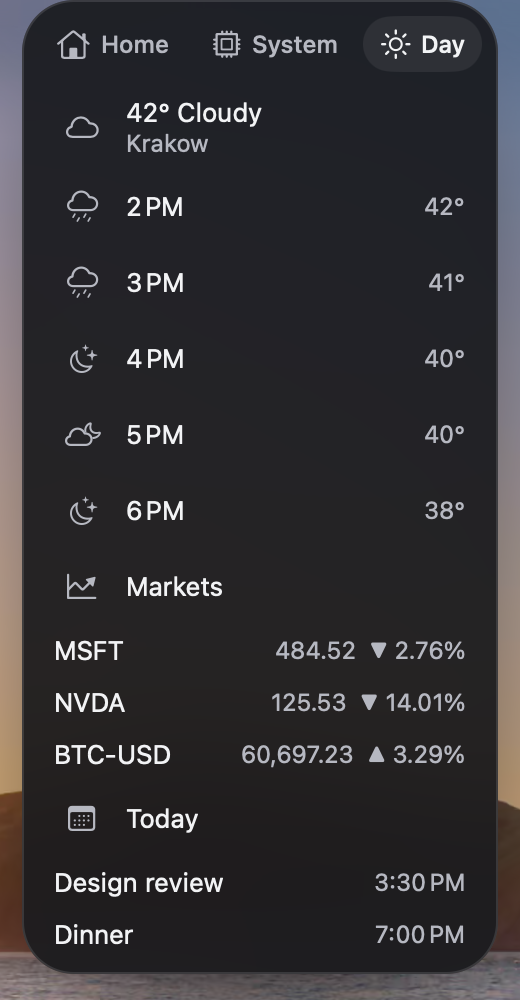 Home System Day
42° Cloudy
Krakow
2 PM 42°
3 PM 41°
4 PM 40°
5 PM 40°
6 PM 38°
Markets
MSFT 484.52 ▼ 2.76%
NVDA 125.53 ▼ 14.01%
BTC-USD 60,697.23 ▲ 3.29%
Today
Design review 3:30 PM
Dinner 7:00 PM